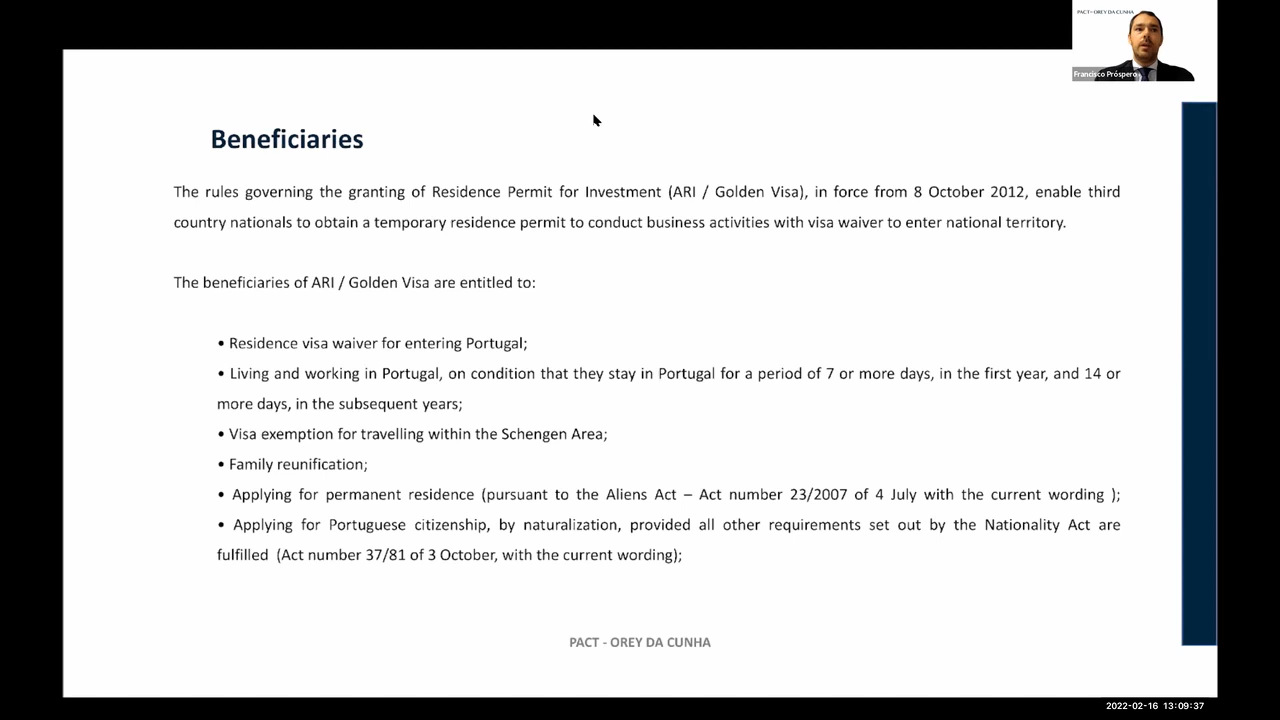 PACT - OREY DA CUNHA
Francisco Próspero
Beneficiaries
The rules governing the granting of Residence Permit for Investment (ARI / Golden Visa), in force from 8 October 2012, enable third
country nationals to obtain a temporary residence permit to conduct business activities with visa waiver to enter national territory.
The beneficiaries of ARI / Golden Visa are entitled to:
• Residence visa waiver for entering Portugal;
• Living and working in Portugal, on condition that they stay in Portugal for a period of 7 or more days, in the first year, and 14 or
more days, in the subsequent years;
• Visa exemption for travelling within the Schengen Area;
• Family reunification;
• Applying for permanent residence (pursuant to the Aliens Act – Act number 23/2007 of 4 July with the current wording );
• Applying for Portuguese citizenship, by naturalization, provided all other requirements set out by the Nationality Act are
fulfilled (Act number 37/81 of 3 October, with the current wording);
PACT - OREY DA CUNHA
2022-02-16 13:09:37